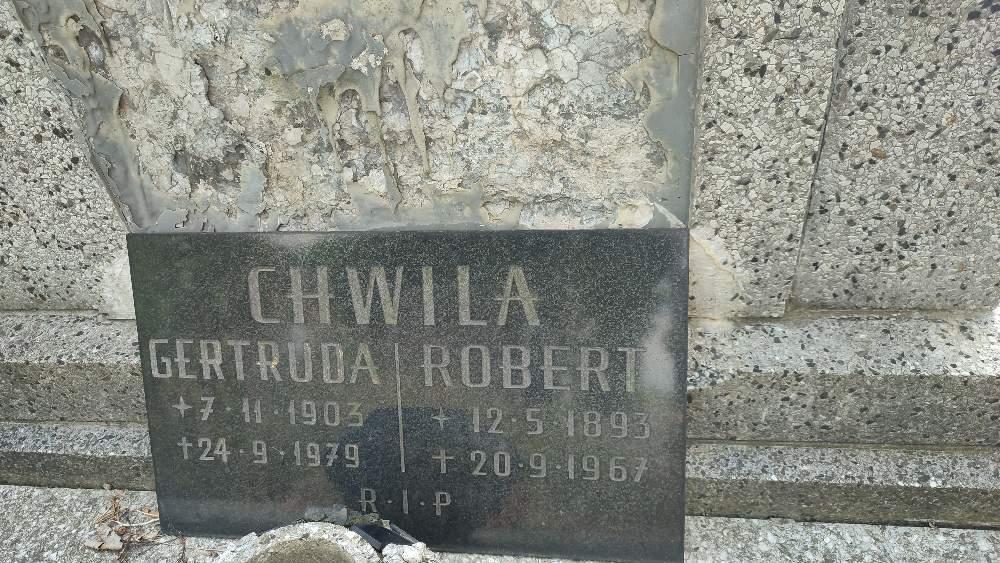 CHWILA
GERTRUDA
7·11·1903
+24·9·1979
ROBERT
+ 12·5·1893
+ 20·9·1967
R·I·P